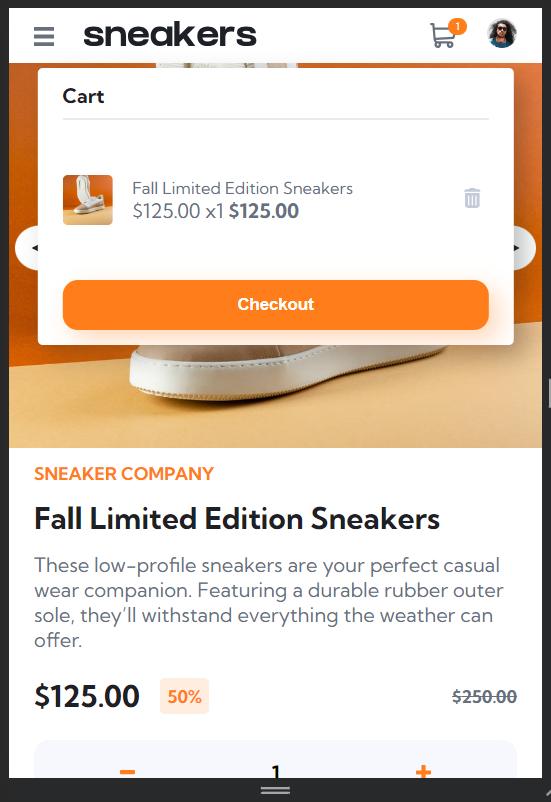 sneakers
1
Cart
Fall Limited Edition Sneakers
$125.00 x1 $125.00
Checkout
SNEAKER COMPANY
Fall Limited Edition Sneakers
These low-profile sneakers are your perfect casual
wear companion. Featuring a durable rubber outer
sole, they’ll withstand everything the weather can
offer.
$125.00 50% $250.00
− 1 +